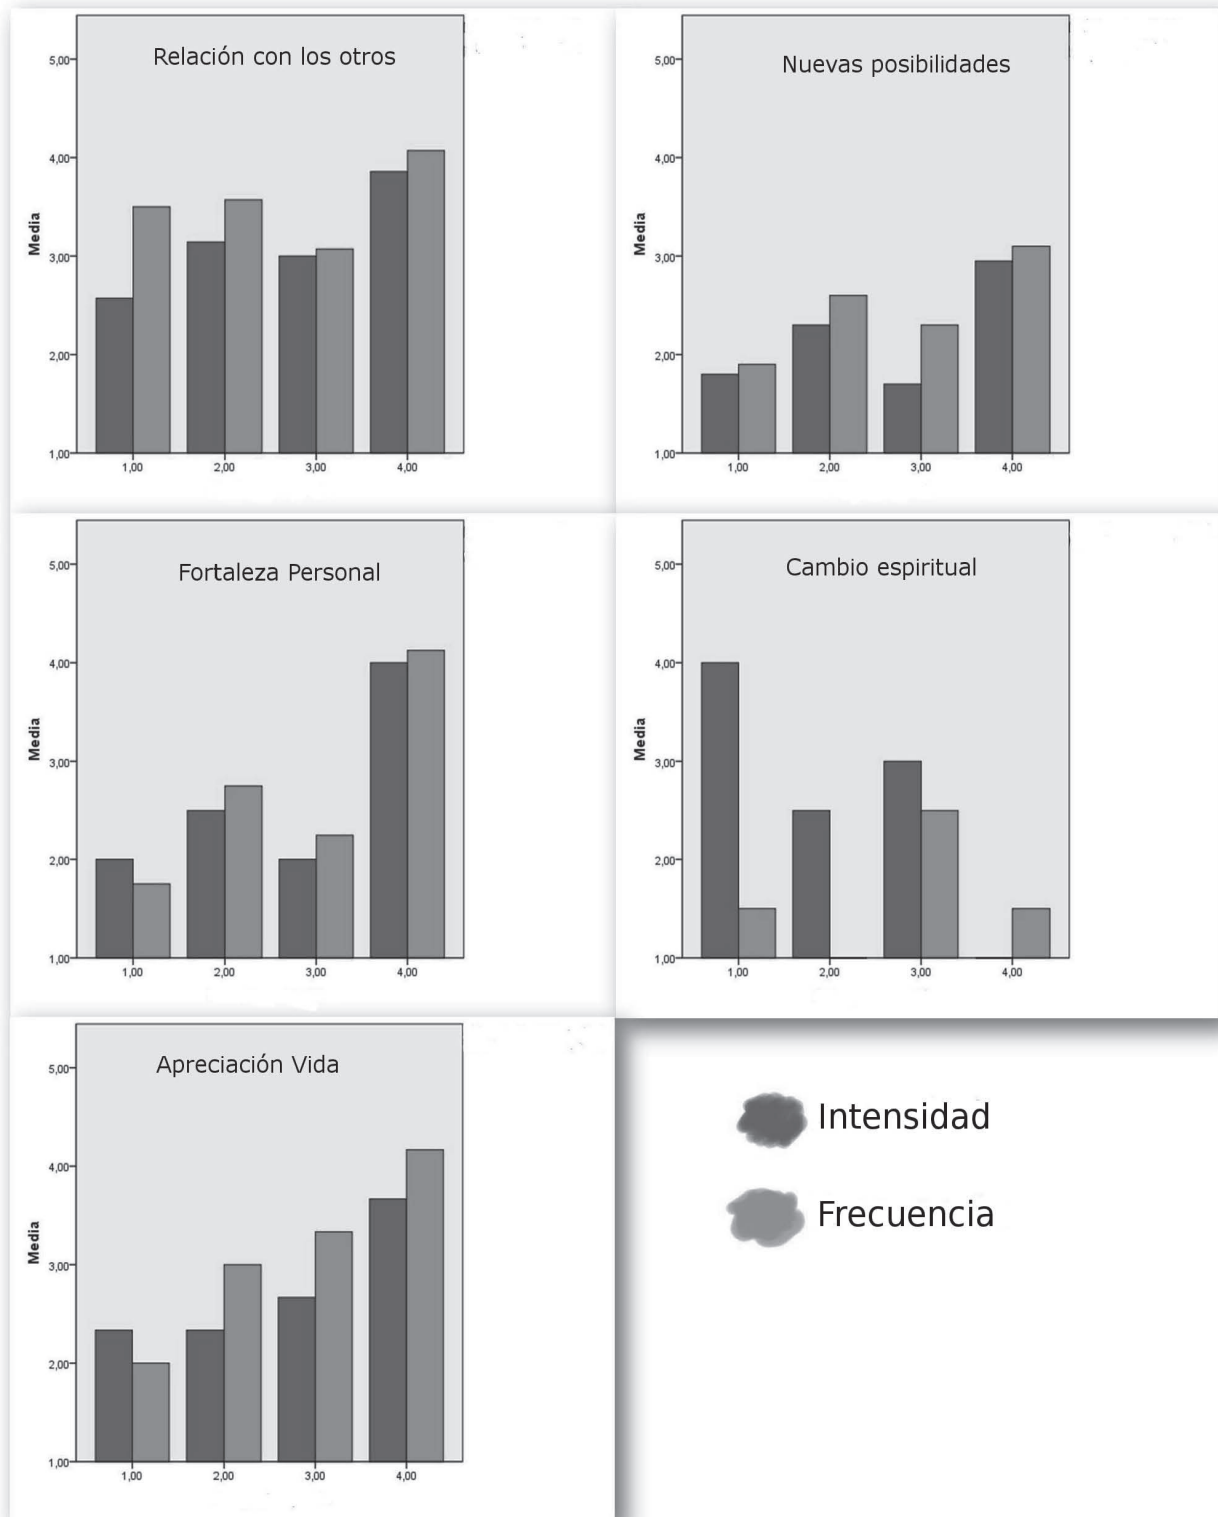 Relación con los otros
5,00
4,00
3,00
2,00
1,00
Media
1,00 2,00 3,00 4,00
Nuevas posibilidades
5,00
4,00
3,00
2,00
1,00
Media
1,00 2,00 3,00 4,00
Fortaleza Personal
5,00
4,00
3,00
2,00
1,00
Media
1,00 2,00 3,00 4,00
Cambio espiritual
5,00
4,00
3,00
2,00
1,00
Media
1,00 2,00 3,00 4,00
Apreciación Vida
5,00
4,00
3,00
2,00
1,00
Media
1,00 2,00 3,00 4,00
Intensidad
Frecuencia